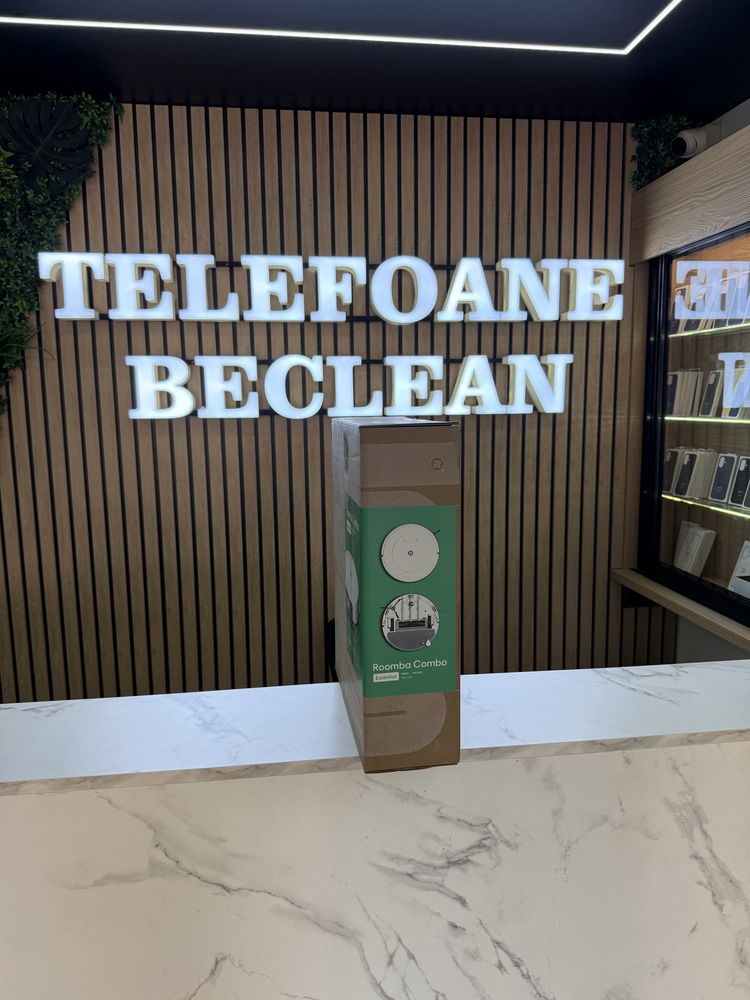 TELEFOANE
BECLEAN
Roomba Combo
Essential